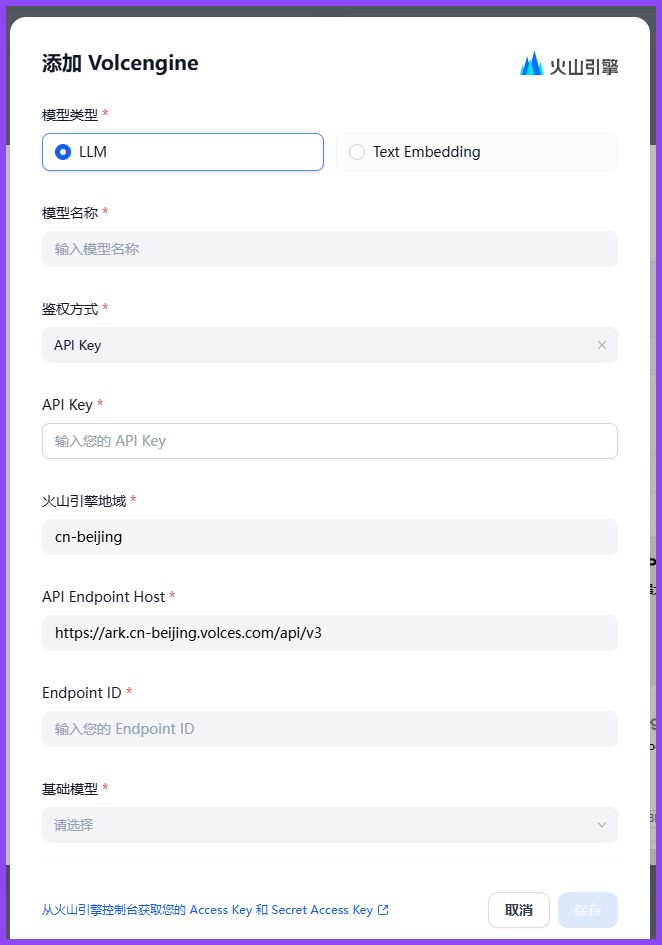 添加 Volcengine
火山引擎
模型类型 *
LLM
Text Embedding
模型名称 *
输入模型名称
鉴权方式 *
API Key
API Key *
输入您的 API Key
火山引擎地域 *
cn-beijing
API Endpoint Host *
https://ark.cn-beijing.volces.com/api/v3
Endpoint ID *
输入您的 Endpoint ID
基础模型 *
请选择
从火山引擎控制台获取您的 Access Key 和 Secret Access Key
取消
保存